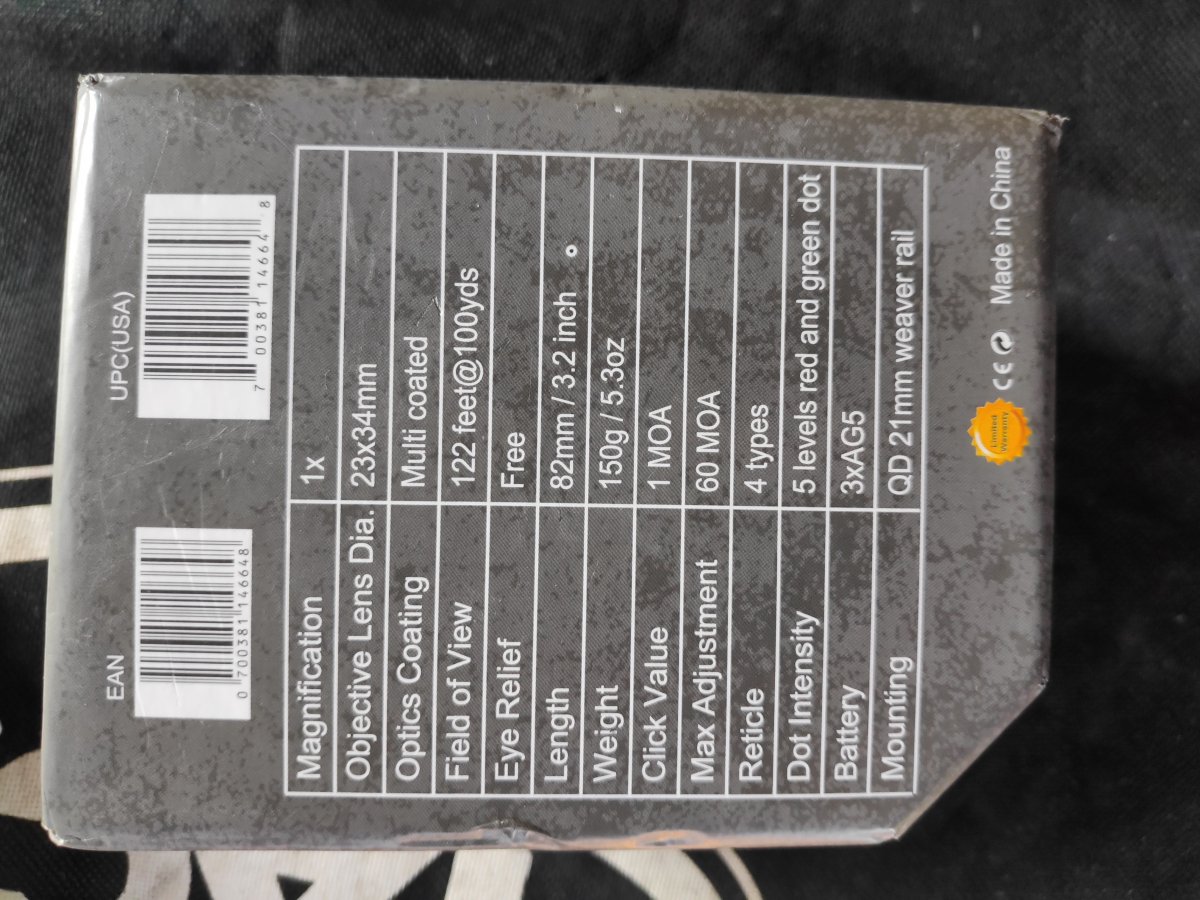 EAN
0 700381 146648
UPC(USA)
7 00381 14664 8
Magnification 1x
Objective Lens Dia. 23x34mm
Optics Coating Multi coated
Field of View 122 feet@100yds
Eye Relief Free
Length 82mm / 3.2 inch
Weight 150g / 5.3oz
Click Value 1 MOA
Max Adjustment 60 MOA
Reticle 4 types
Dot Intensity 5 levels red and green dot
Battery 3xAG5
Mounting QD 21mm weaver rail
Limited
Warranty
CE Made in China